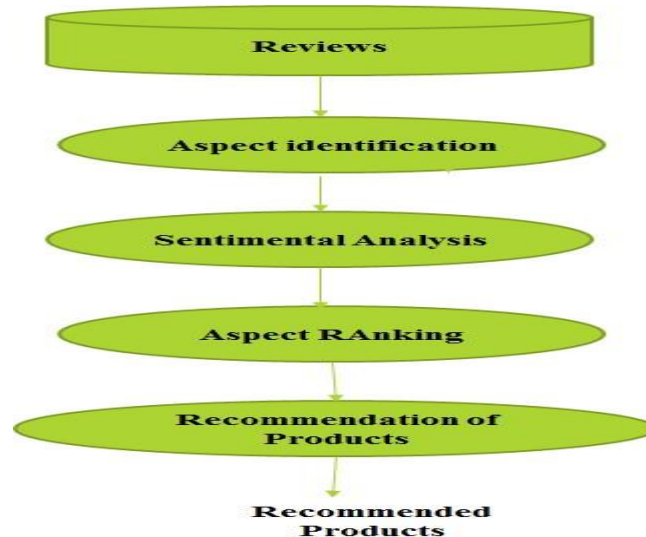 Reviews
Aspect identification
Sentimental Analysis
Aspect RAnking
Recommendation of
Products
Recommended
Products